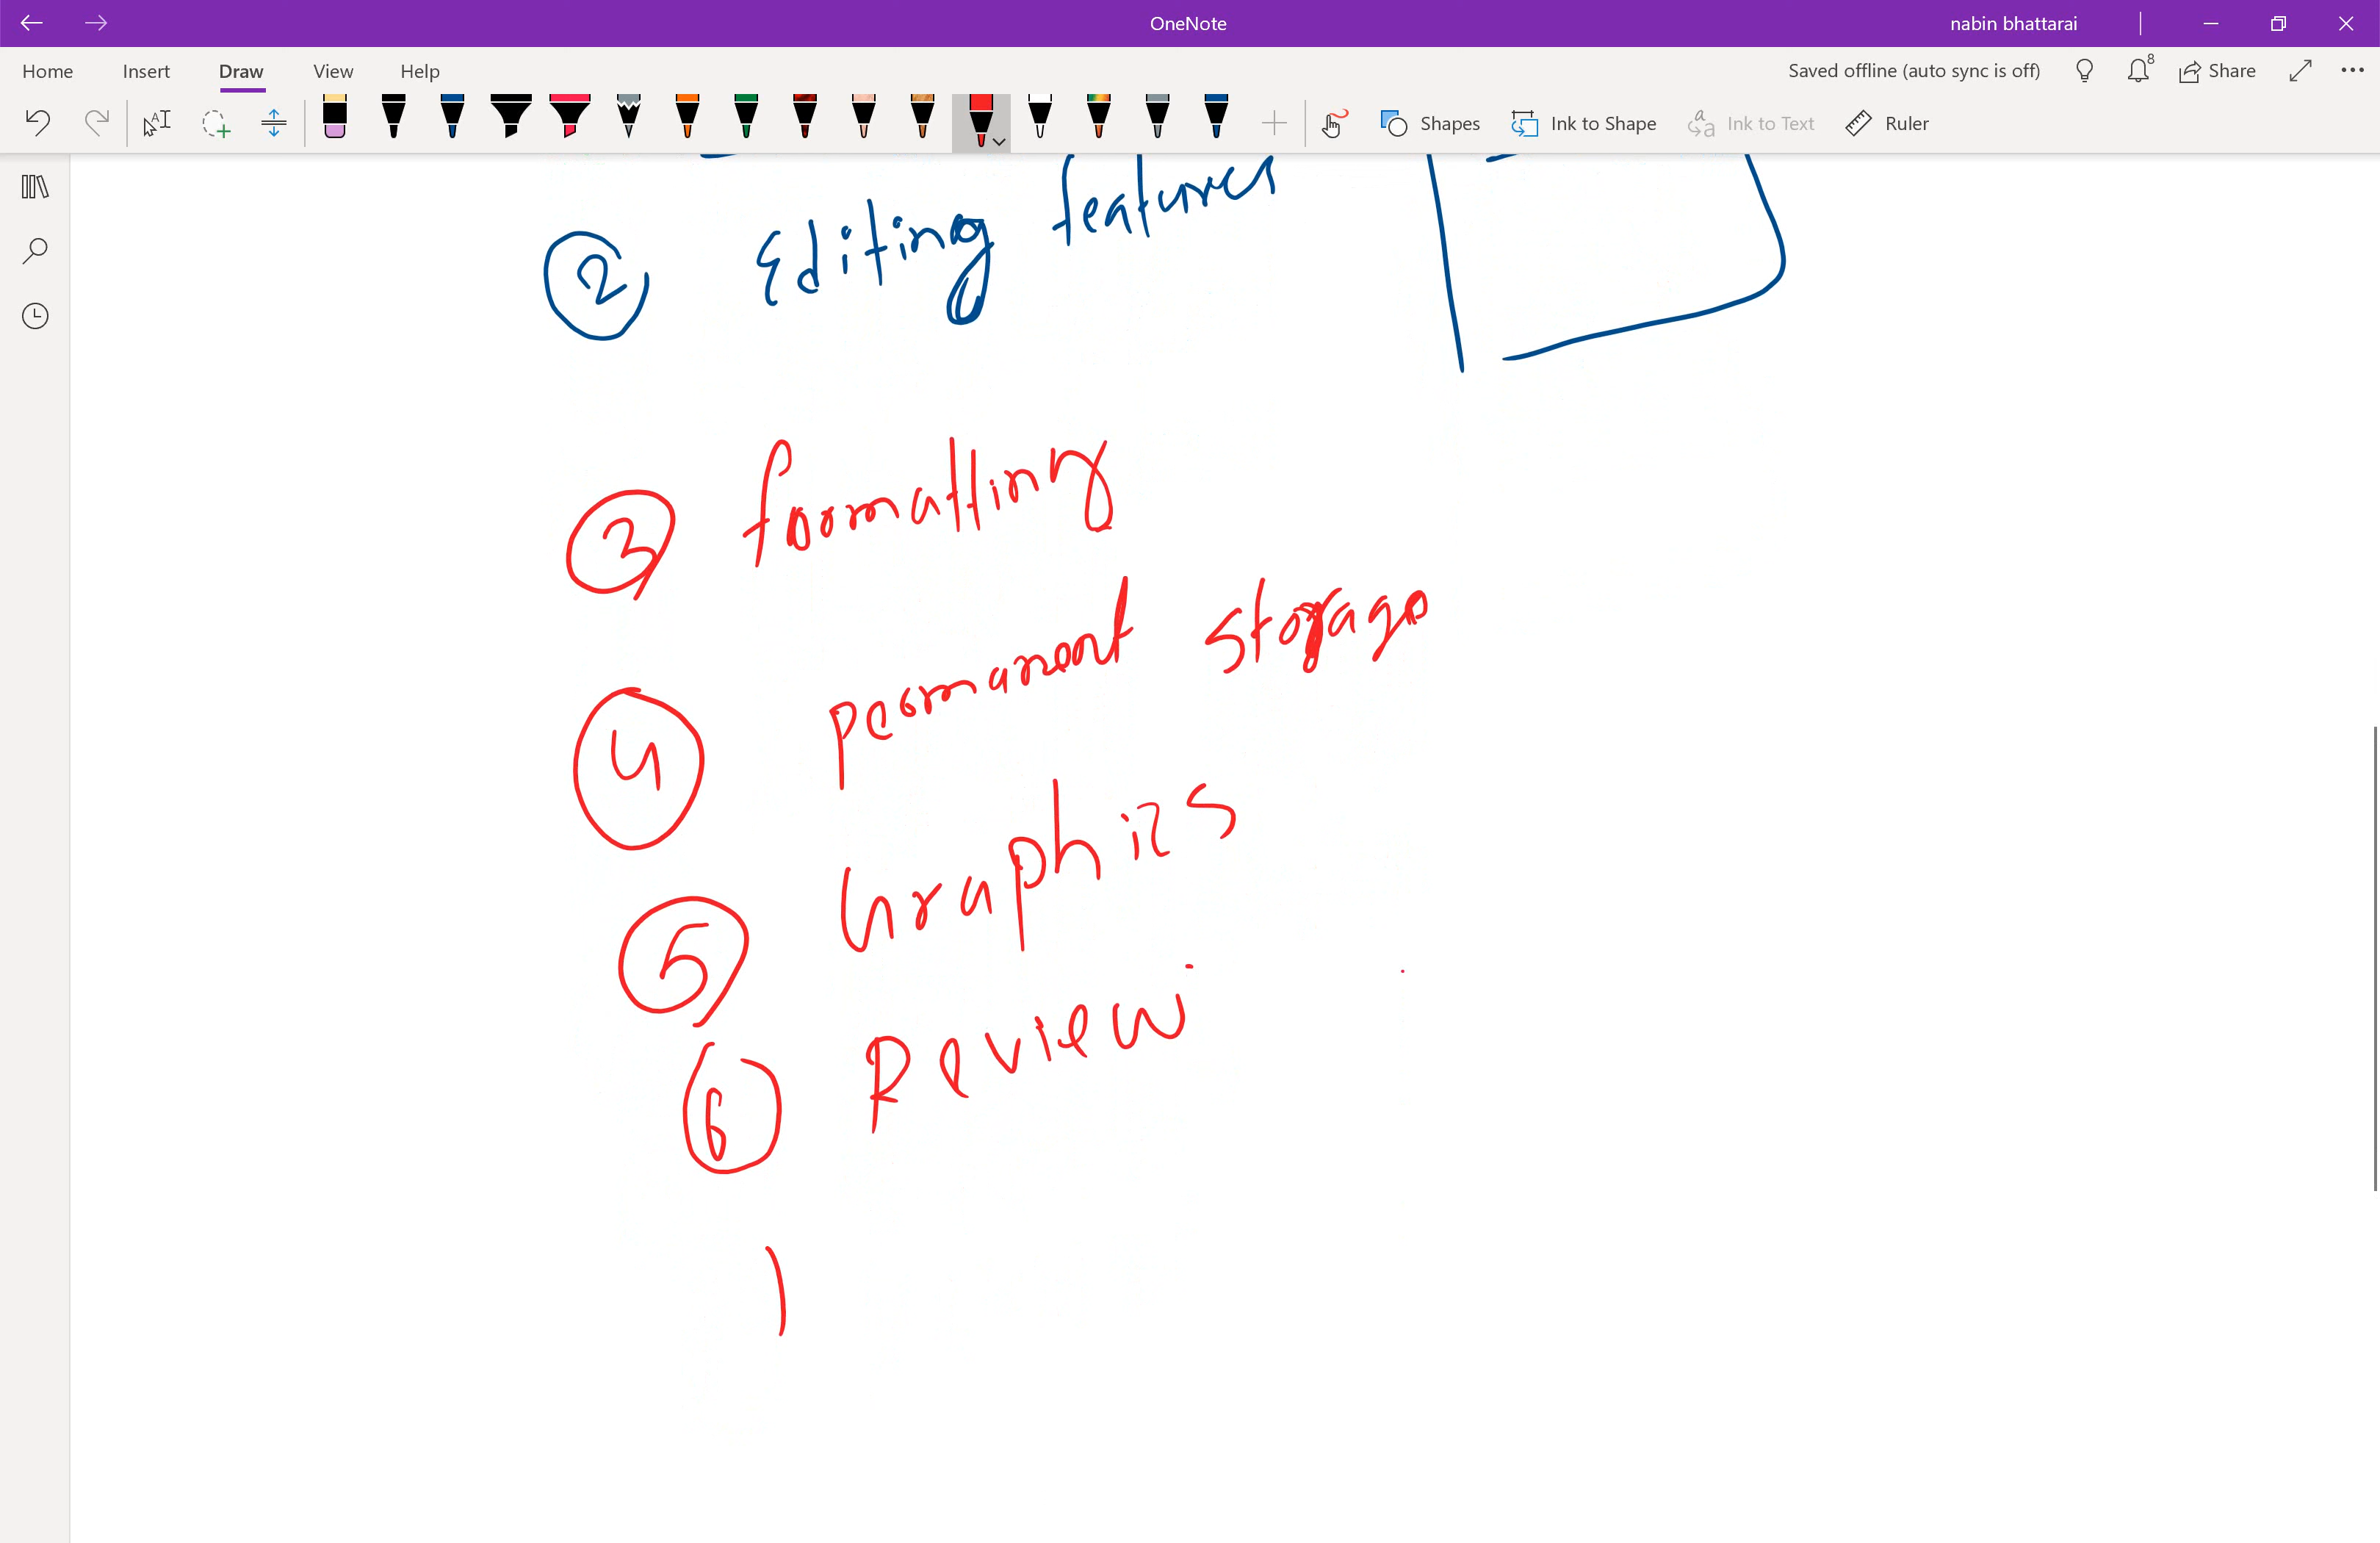 OneNote
nabin bhattarai
Home Insert Draw View Help
Saved offline (auto sync is off)
8
Share
Shapes
Ink to Shape
Ink to Text
Ruler
2 Editing features
3 formatting
4 permanent storage
5 Graphics
6 Review